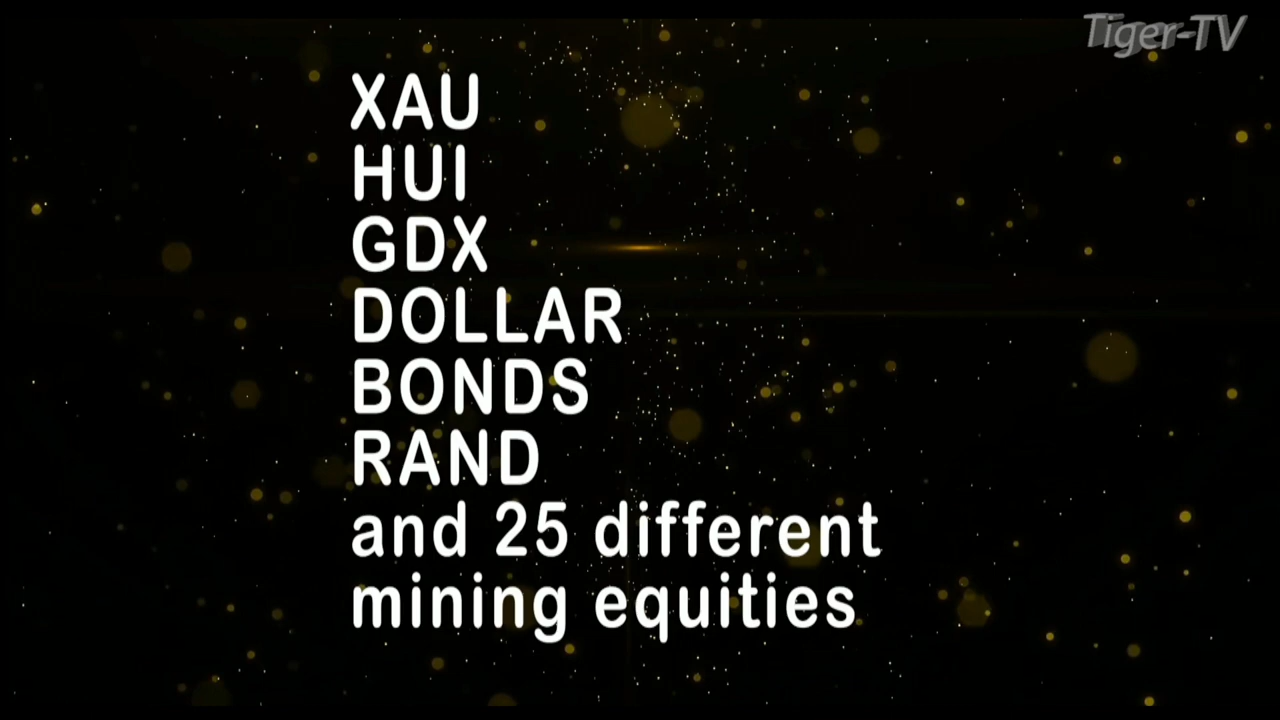 Tiger-TV
XAU
HUI
GDX
DOLLAR
BONDS
RAND
and 25 different
mining equities